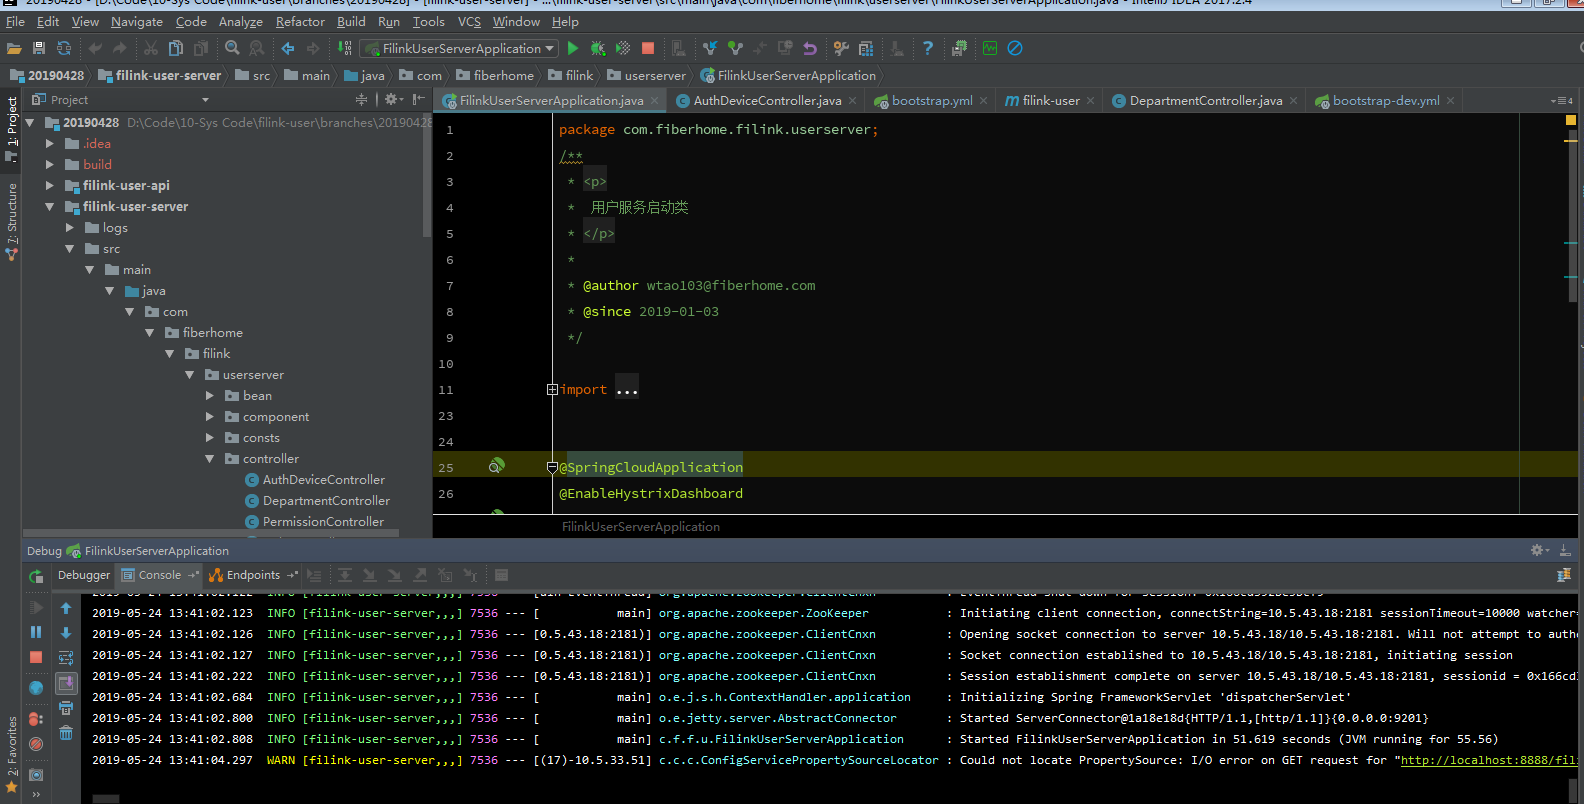 20190428 - [D:\Code\10-Sys Code\filink-user\branches\20190428] - [filink-user-server] - ...\filink-user-server\src\main\java\com\fiberhome\filink\userserver\FilinkUserServerApplication.java - IntelliJ IDEA 2017.2.4
File Edit View Navigate Code Analyze Refactor Build Run Tools VCS Window Help
FilinkUserServerApplication
20190428 filink-user-server src main java com fiberhome filink userserver FilinkUserServerApplication
Project
FilinkUserServerApplication.java AuthDeviceController.java bootstrap.yml filink-user DepartmentController.java bootstrap-dev.yml
1: Project
7: Structure
2: Favorites
20190428 D:\Code\10-Sys Code\filink-user\branches\20190428
.idea
build
filink-user-api
filink-user-server
logs
src
main
java
com
fiberhome
filink
userserver
bean
component
consts
controller
AuthDeviceController
DepartmentController
PermissionController
1 package com.fiberhome.filink.userserver;
2 /**
3 * <p>
4 * 用户服务启动类
5 * </p>
6 *
7 * @author wtao103@fiberhome.com
8 * @since 2019-01-03
9 */
10
11 import ...
23
24
25 @SpringCloudApplication
26 @EnableHystrixDashboard
FilinkUserServerApplication
Debug FilinkUserServerApplication
Debugger Console Endpoints
2019-05-24 13:41:02.123 INFO [filink-user-server,,,] 7536 --- [ main] org.apache.zookeeper.ZooKeeper : Initiating client connection, connectString=10.5.43.18:2181 sessionTimeout=10000 watcher=
2019-05-24 13:41:02.126 INFO [filink-user-server,,,] 7536 --- [0.5.43.18:2181)] org.apache.zookeeper.ClientCnxn : Opening socket connection to server 10.5.43.18/10.5.43.18:2181. Will not attempt to authe
2019-05-24 13:41:02.127 INFO [filink-user-server,,,] 7536 --- [0.5.43.18:2181)] org.apache.zookeeper.ClientCnxn : Socket connection established to 10.5.43.18/10.5.43.18:2181, initiating session
2019-05-24 13:41:02.222 INFO [filink-user-server,,,] 7536 --- [0.5.43.18:2181)] org.apache.zookeeper.ClientCnxn : Session establishment complete on server 10.5.43.18/10.5.43.18:2181, sessionid = 0x166cd
2019-05-24 13:41:02.684 INFO [filink-user-server,,,] 7536 --- [ main] o.e.j.s.h.ContextHandler.application : Initializing Spring FrameworkServlet 'dispatcherServlet'
2019-05-24 13:41:02.800 INFO [filink-user-server,,,] 7536 --- [ main] o.e.jetty.server.AbstractConnector : Started ServerConnector@1a18e18d{HTTP/1.1,[http/1.1]}{0.0.0.0:9201}
2019-05-24 13:41:02.808 INFO [filink-user-server,,,] 7536 --- [ main] c.f.f.u.FilinkUserServerApplication : Started FilinkUserServerApplication in 51.619 seconds (JVM running for 55.56)
2019-05-24 13:41:04.297 WARN [filink-user-server,,,] 7536 --- [(17)-10.5.33.51] c.c.c.ConfigServicePropertySourceLocator : Could not locate PropertySource: I/O error on GET request for "http://localhost:8888/fil